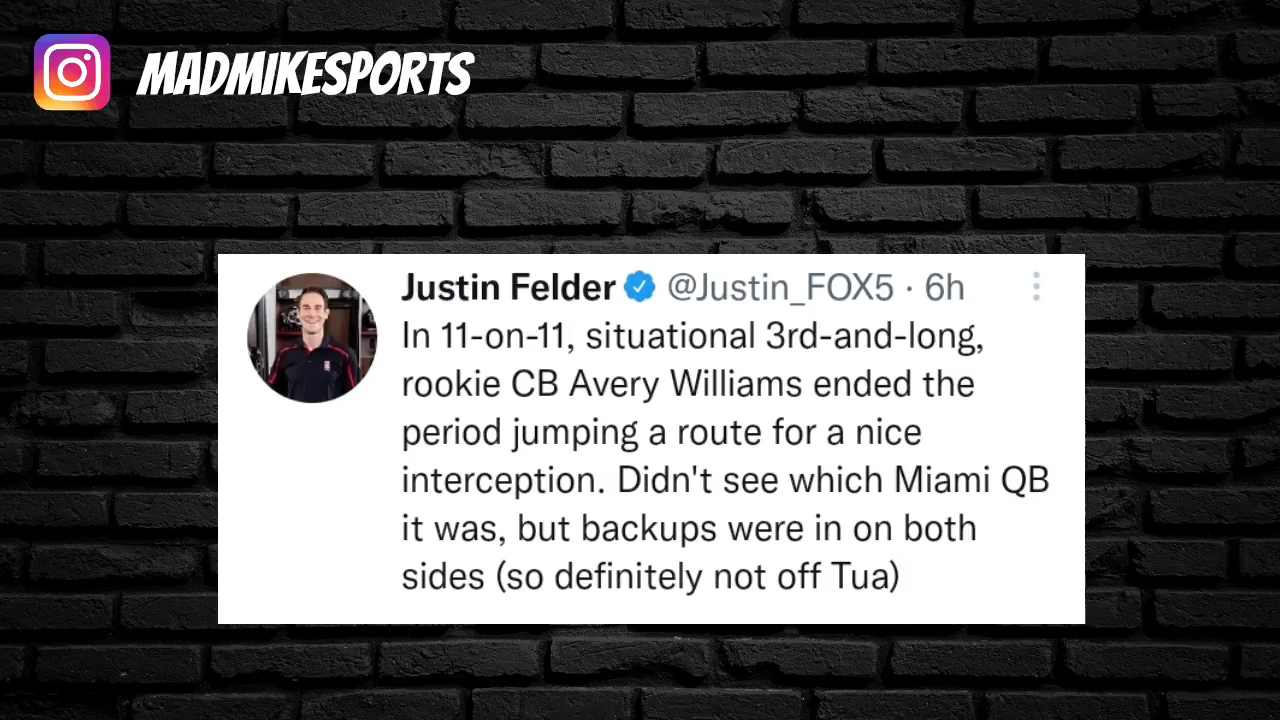 MADMIKESPORTS
Justin Felder @Justin_FOX5 · 6h
In 11-on-11, situational 3rd-and-long,
rookie CB Avery Williams ended the
period jumping a route for a nice
interception. Didn't see which Miami QB
it was, but backups were in on both
sides (so definitely not off Tua)